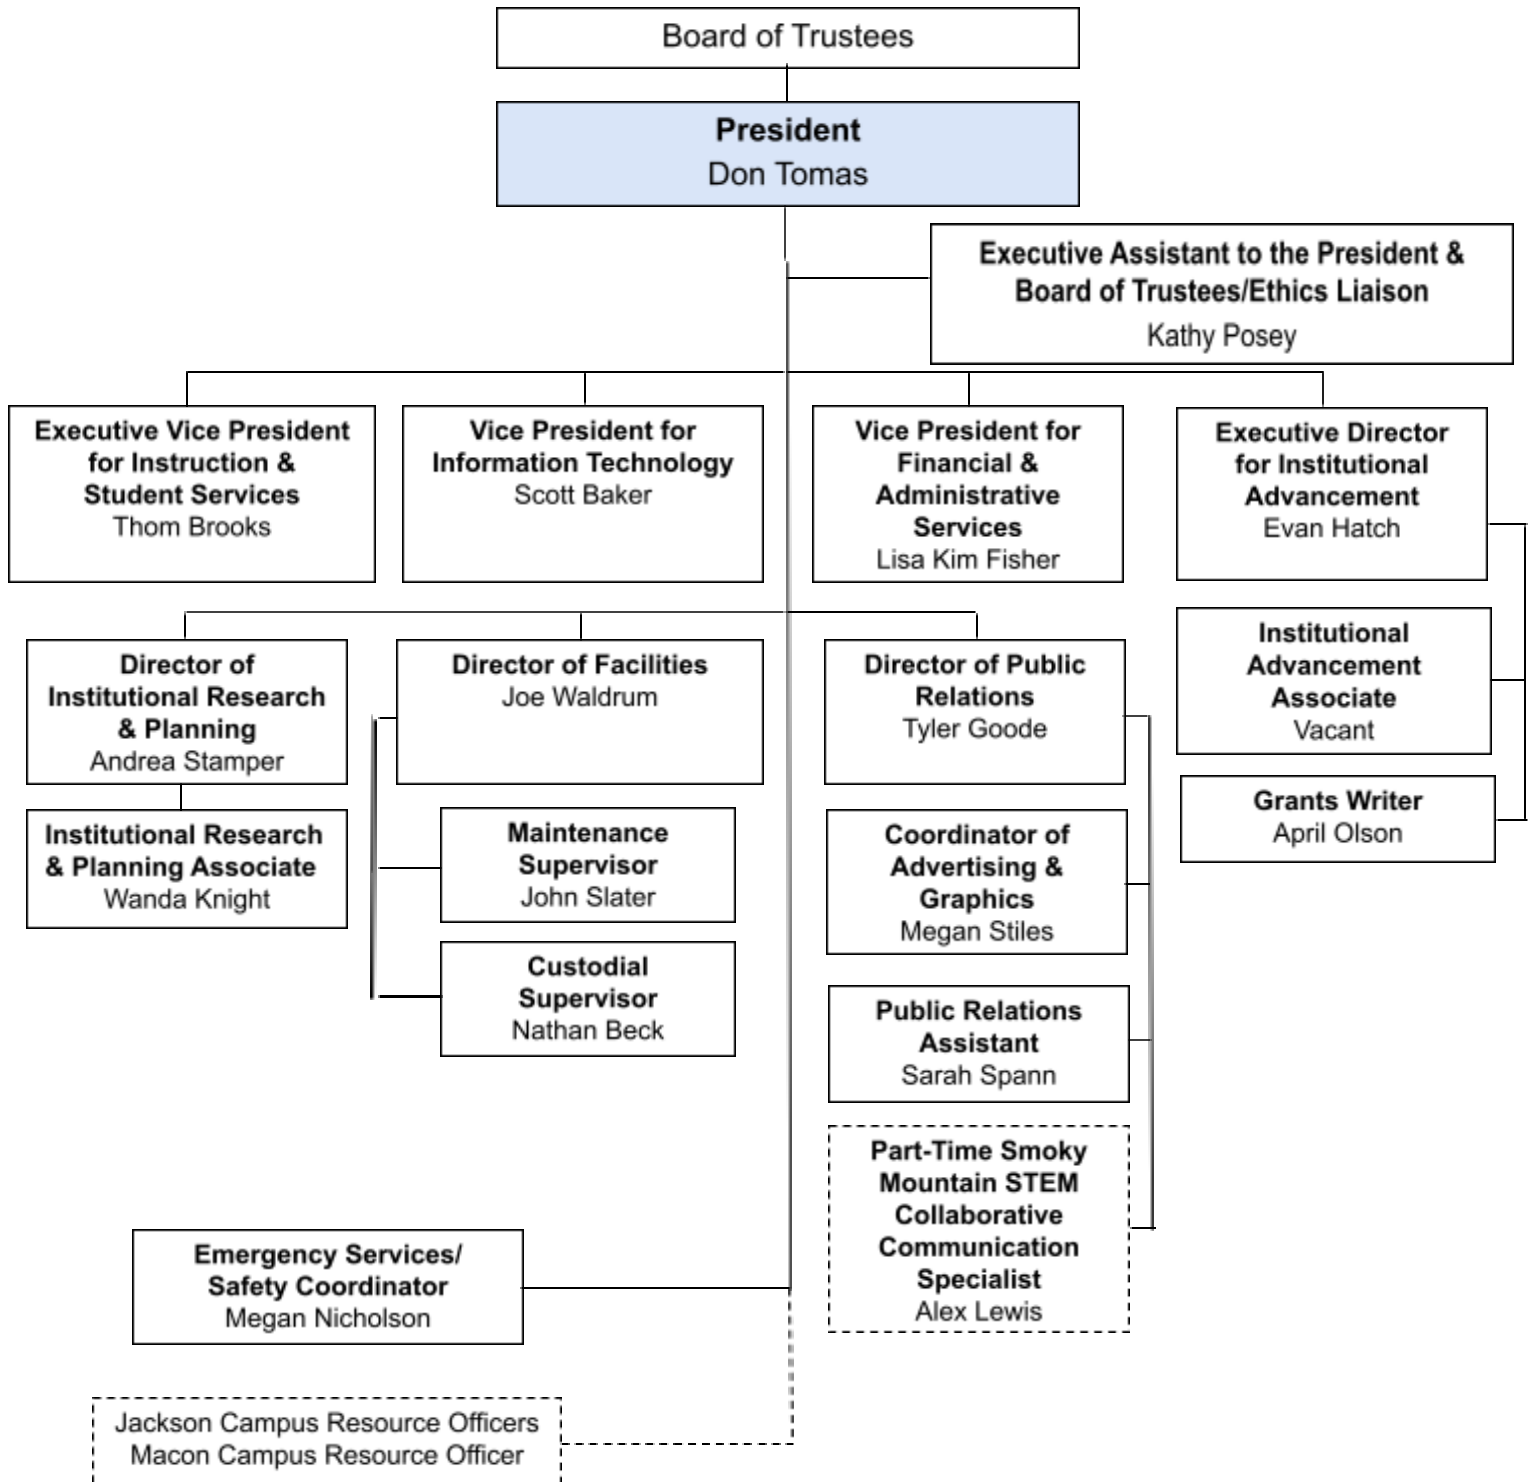 Board of Trustees
President
Don Tomas
Executive Assistant to the President &
Board of Trustees/Ethics Liaison
Kathy Posey
Executive Vice President
for Instruction &
Student Services
Thom Brooks
Vice President for
Information Technology
Scott Baker
Vice President for
Financial &
Administrative
Services
Lisa Kim Fisher
Executive Director
for Institutional
Advancement
Evan Hatch
Director of
Institutional Research
& Planning
Andrea Stamper
Director of Facilities
Joe Waldrum
Director of Public
Relations
Tyler Goode
Institutional
Advancement
Associate
Vacant
Grants Writer
April Olson
Institutional Research
& Planning Associate
Wanda Knight
Maintenance
Supervisor
John Slater
Coordinator of
Advertising &
Graphics
Megan Stiles
Custodial
Supervisor
Nathan Beck
Public Relations
Assistant
Sarah Spann
Part-Time Smoky
Mountain STEM
Collaborative
Communication
Specialist
Alex Lewis
Emergency Services/
Safety Coordinator
Megan Nicholson
Jackson Campus Resource Officers
Macon Campus Resource Officer